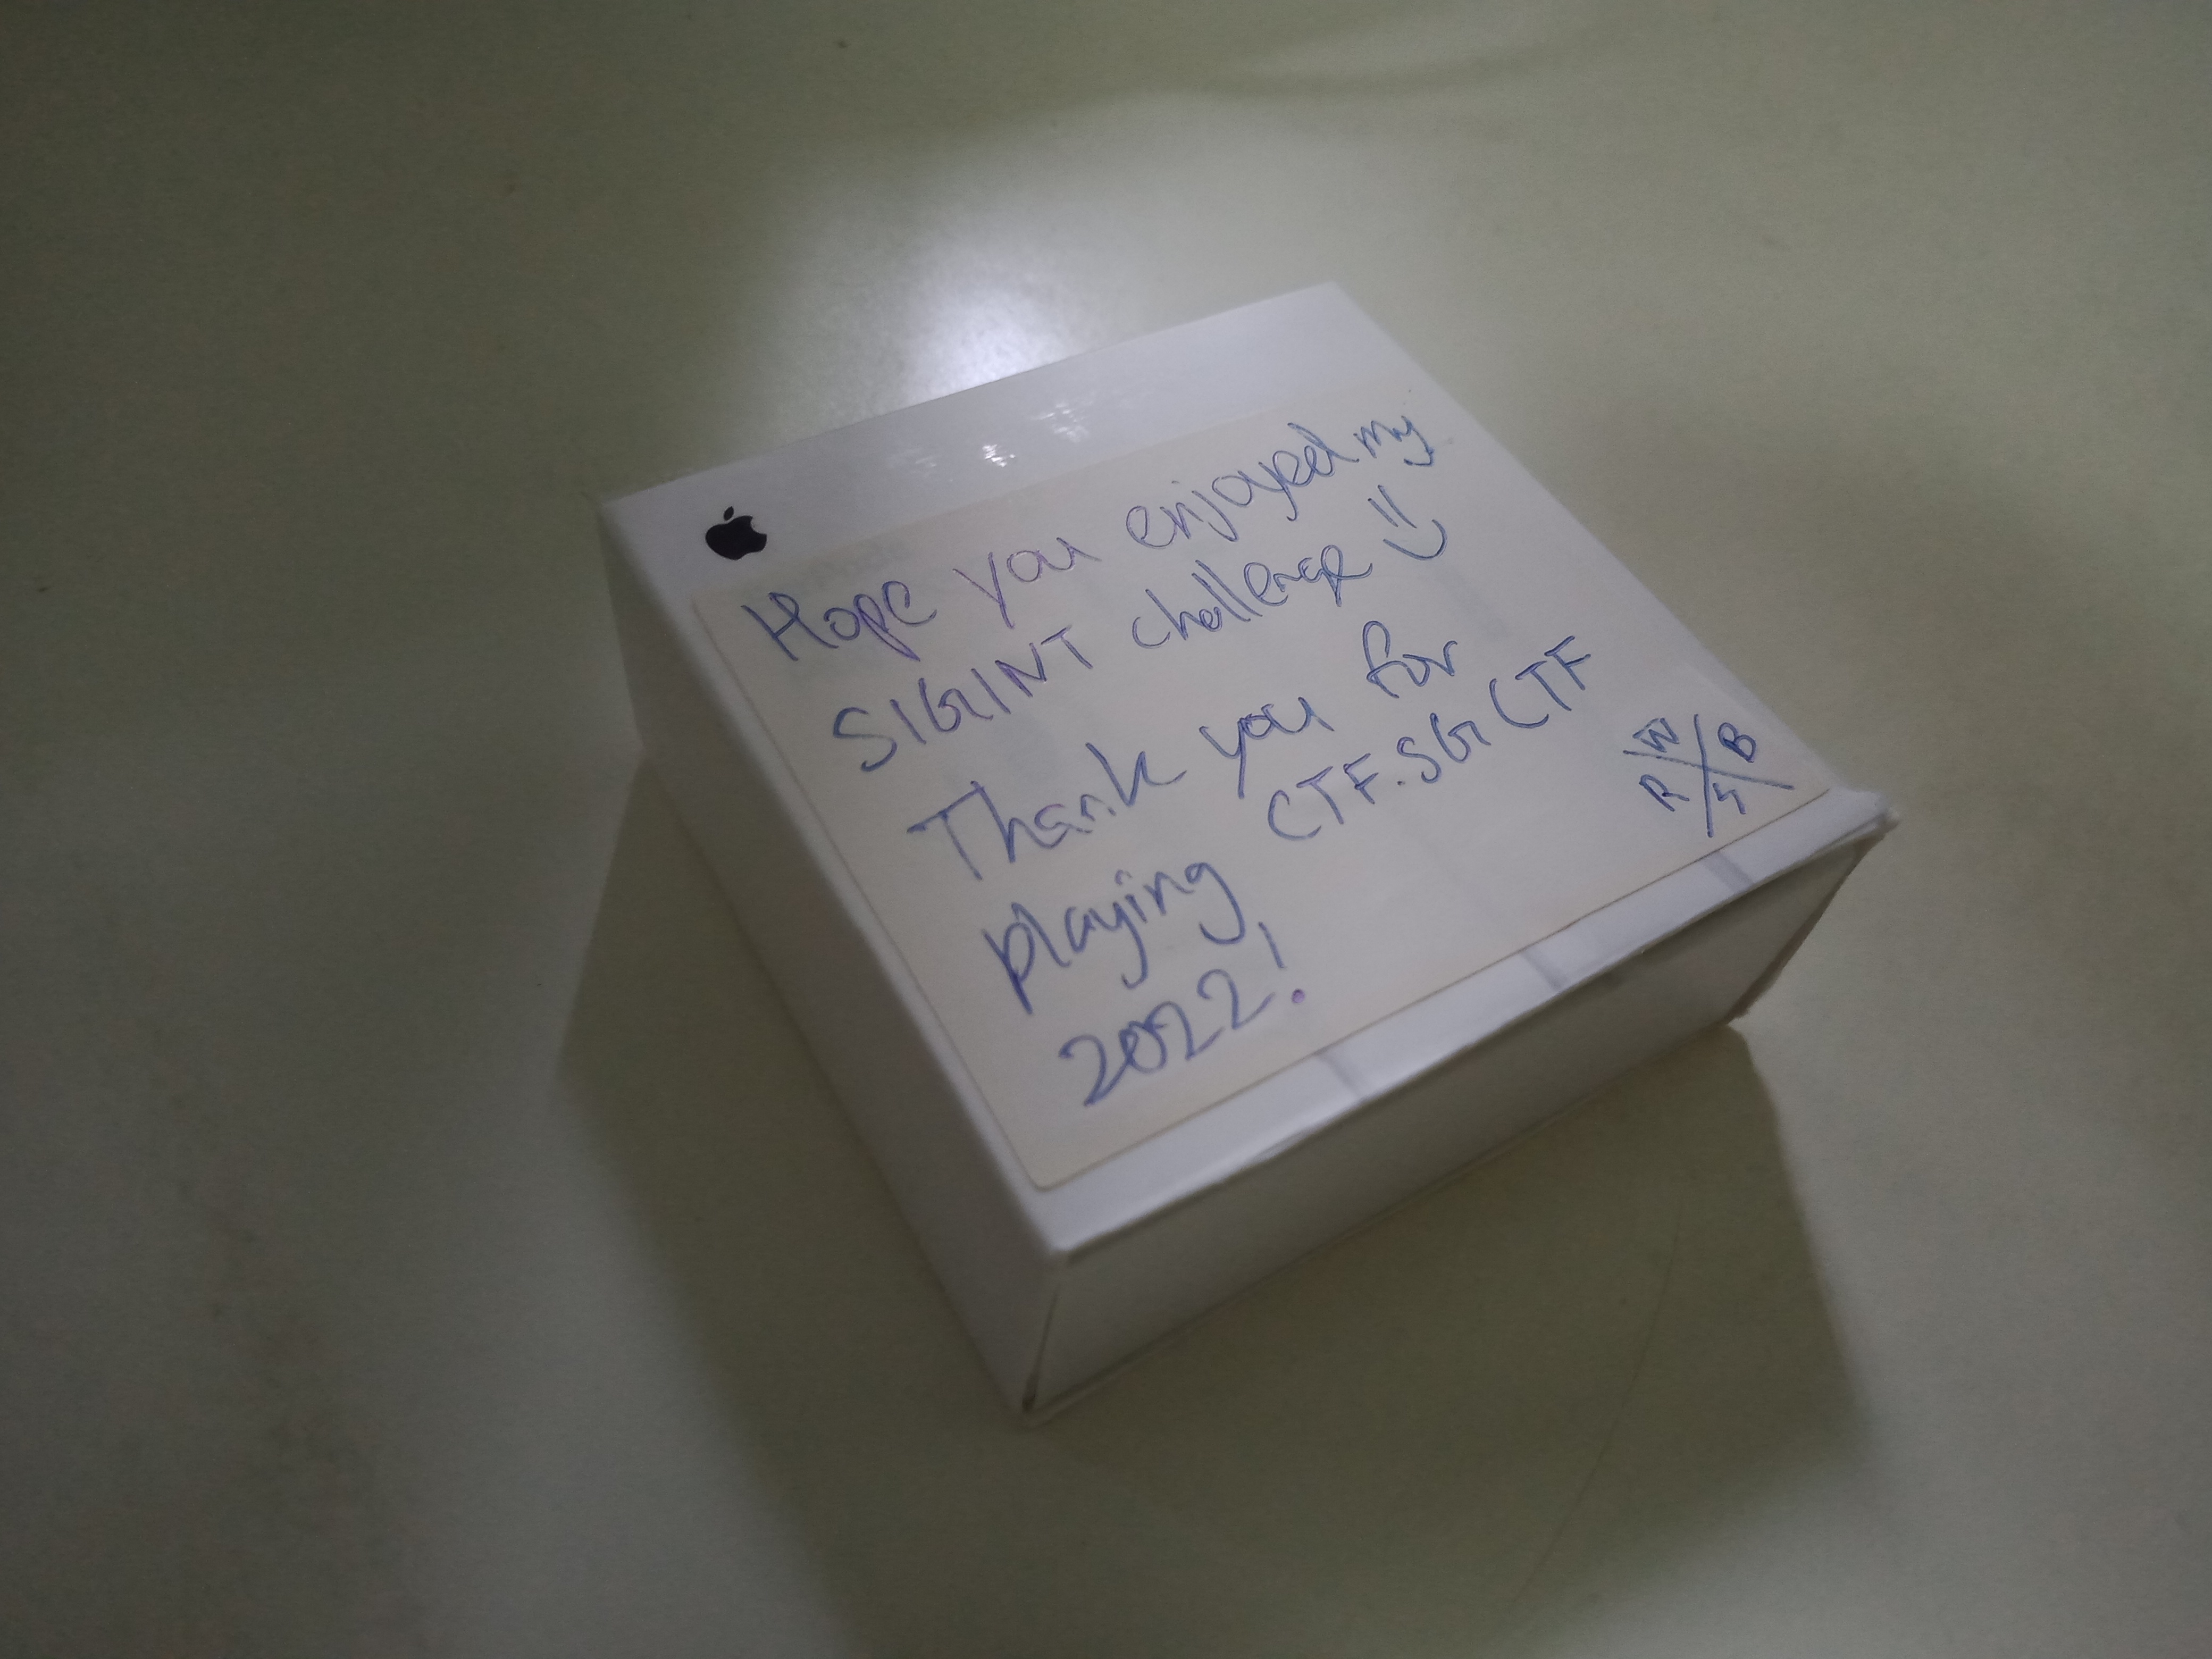 Hope you enjoyed my
SIGINT challenge :)
Thank you for
playing CTF.SG CTF
2022!
W B
R Y